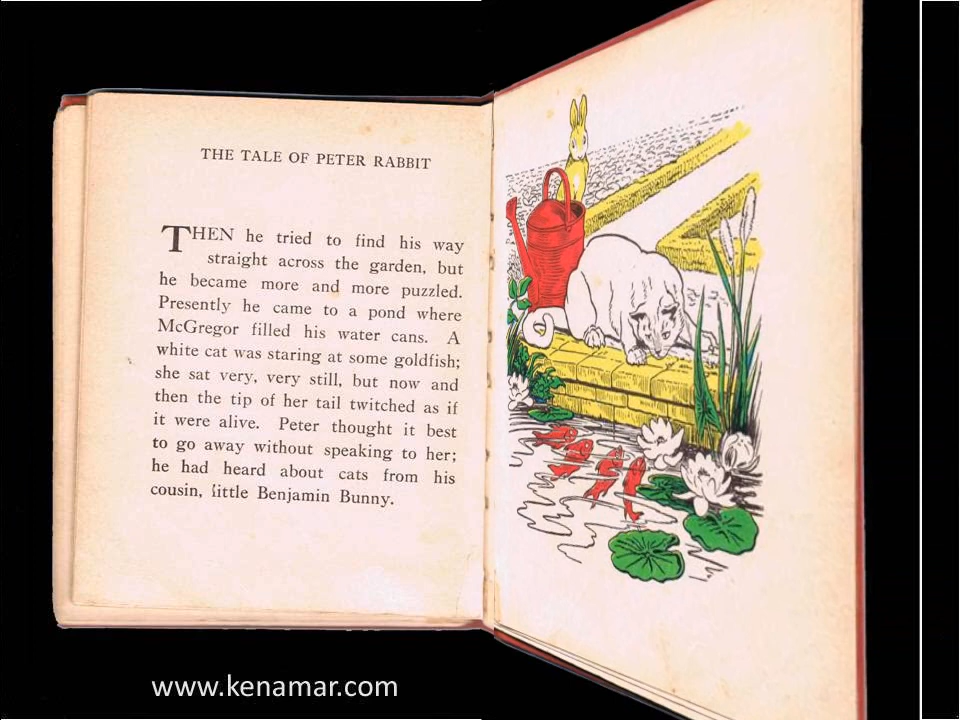 THE TALE OF PETER RABBIT
THEN he tried to find his way
straight across the garden, but
he became more and more puzzled.
Presently he came to a pond where
McGregor filled his water cans. A
white cat was staring at some goldfish;
she sat very, very still, but now and
then the tip of her tail twitched as if
it were alive. Peter thought it best
to go away without speaking to her;
he had heard about cats from his
cousin, little Benjamin Bunny.
www.kenamar.com